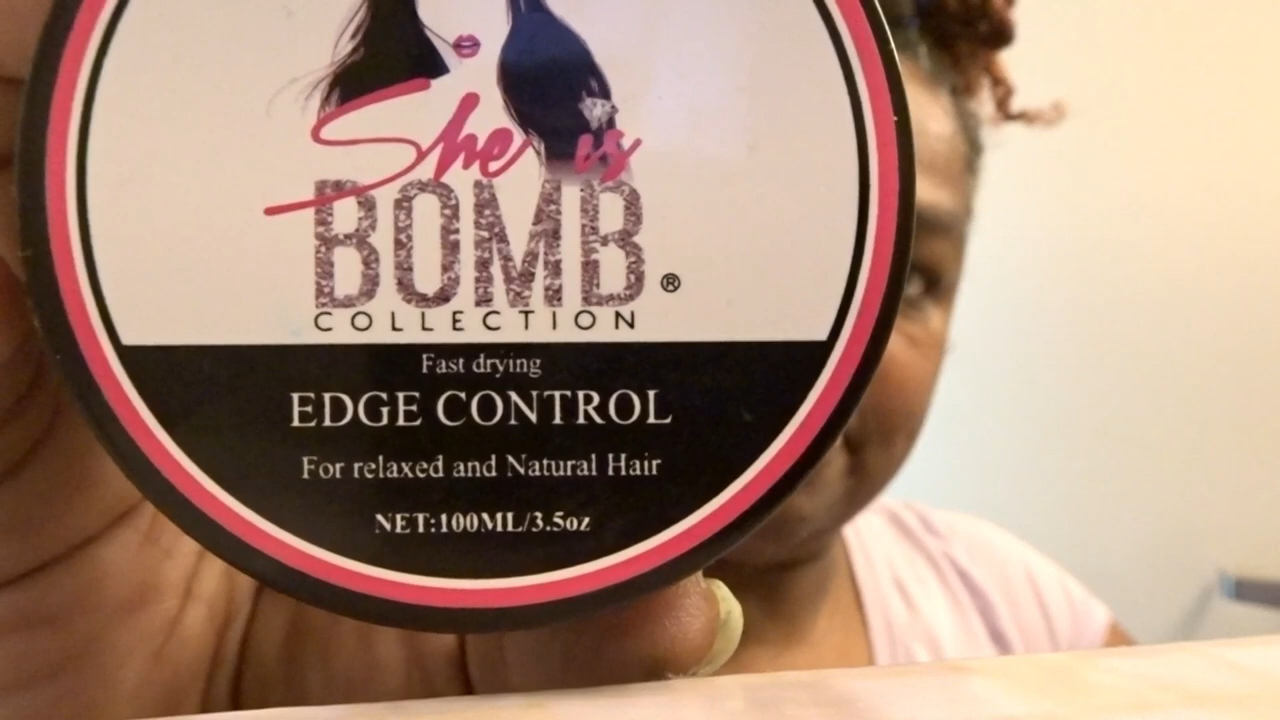 She is
BOMB®
COLLECTION
Fast drying
EDGE CONTROL
For relaxed and Natural Hair
NET:100ML/3.5oz